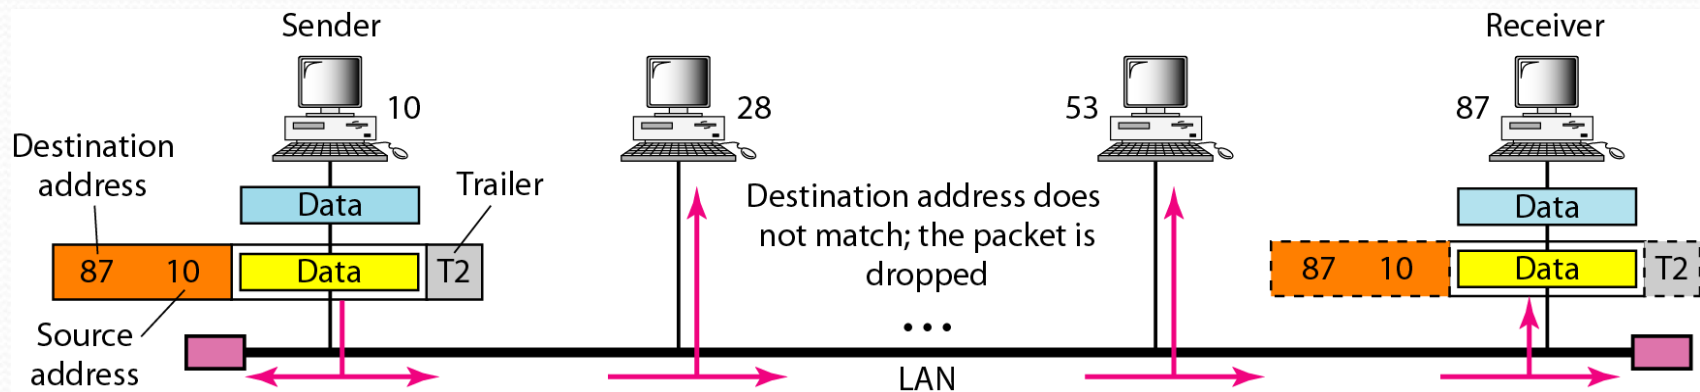 Sender
Receiver
10
28
53
87
Destination
address
Trailer
Data
Destination address does
not match; the packet is
dropped
Data
87 10
Data
T2
87 10
Data
T2
Source
address
...
LAN